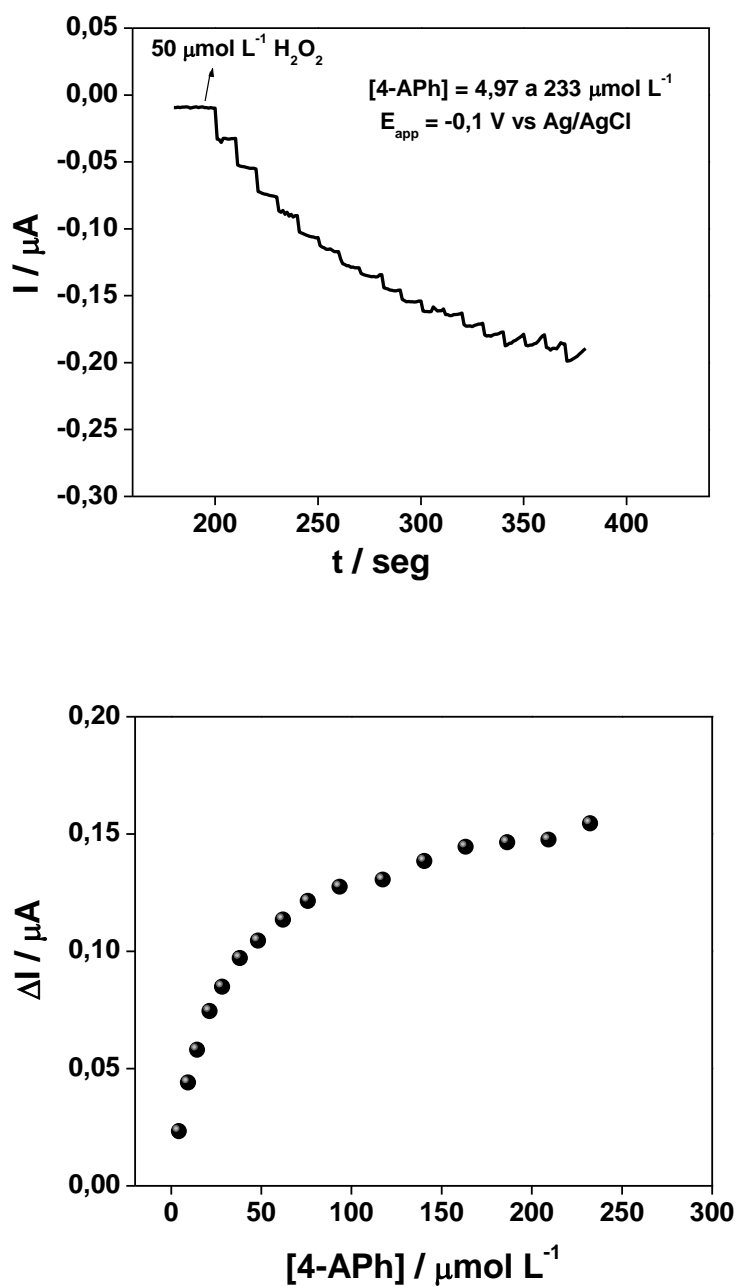 0,05
50 μmol L⁻¹ H₂O₂
0,00
[4-APh] = 4,97 a 233 μmol L⁻¹
E_app = -0,1 V vs Ag/AgCl
-0,05
-0,10
I / μA
-0,15
-0,20
-0,25
-0,30
200 250 300 350 400
t / seg
0,20
0,15
0,10
ΔI / μA
0,05
0,00
0 50 100 150 200 250 300
[4-APh] / μmol L⁻¹